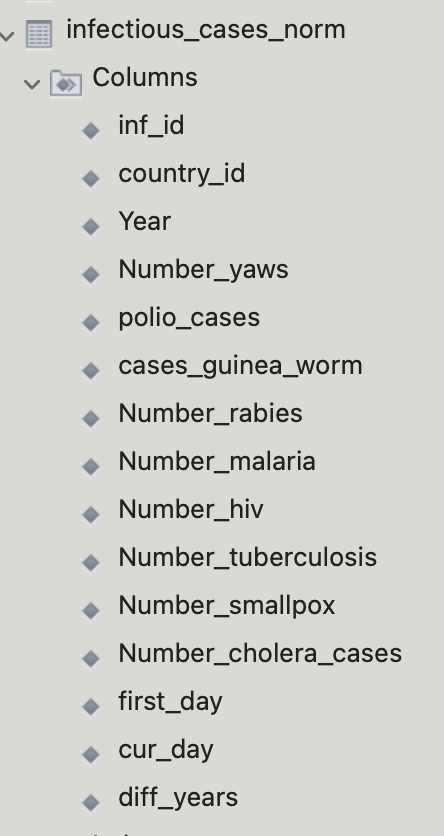 infectious_cases_norm
Columns
inf_id
country_id
Year
Number_yaws
polio_cases
cases_guinea_worm
Number_rabies
Number_malaria
Number_hiv
Number_tuberculosis
Number_smallpox
Number_cholera_cases
first_day
cur_day
diff_years